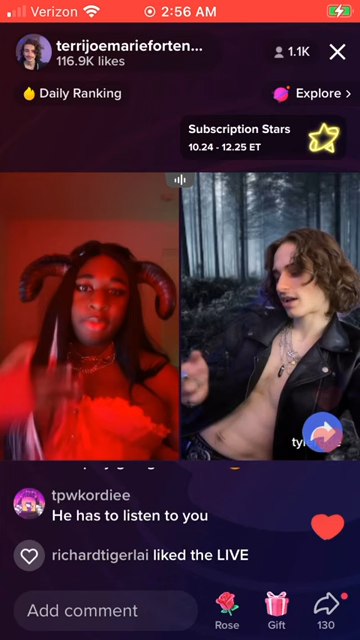 Verizon
2:56 AM
terrijoemarieforten...
116.9K likes
1.1K
Daily Ranking
Explore >
Subscription Stars
10.24 - 12.25 ET
tpwkordiee
He has to listen to you
richardtigerlai liked the LIVE
Add comment
Rose
Gift
130